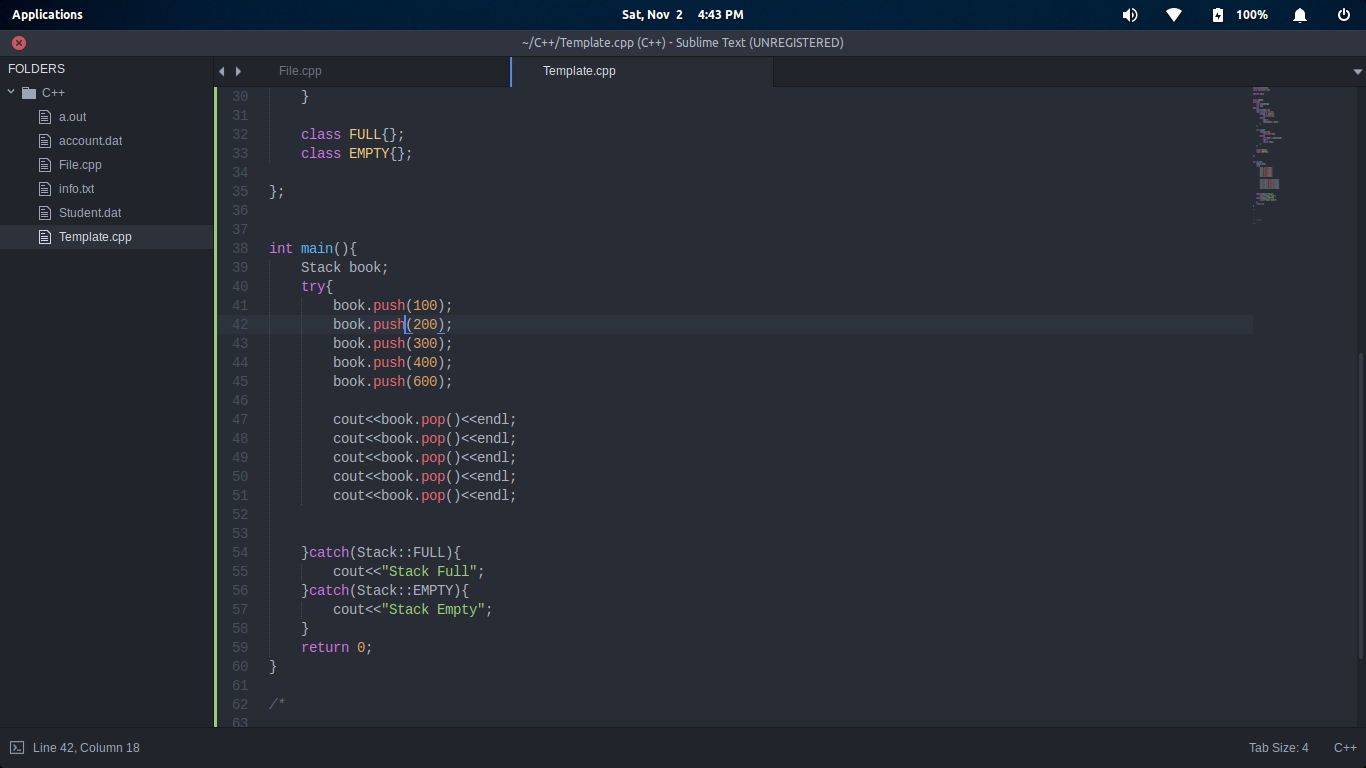 Applications
Sat, Nov 2 4:43 PM
100%
~/C++/Template.cpp (C++) - Sublime Text (UNREGISTERED)
FOLDERS
C++
a.out
account.dat
File.cpp
info.txt
Student.dat
Template.cpp
File.cpp
Template.cpp
30 }
31
32 class FULL{};
33 class EMPTY{};
34
35 };
36
37
38 int main(){
39 Stack book;
40 try{
41 book.push(100);
42 book.push(200);
43 book.push(300);
44 book.push(400);
45 book.push(600);
46
47 cout<<book.pop()<<endl;
48 cout<<book.pop()<<endl;
49 cout<<book.pop()<<endl;
50 cout<<book.pop()<<endl;
51 cout<<book.pop()<<endl;
52
53
54 }catch(Stack::FULL){
55 cout<<"Stack Full";
56 }catch(Stack::EMPTY){
57 cout<<"Stack Empty";
58 }
59 return 0;
60 }
61
62 /*
63
Line 42, Column 18
Tab Size: 4
C++